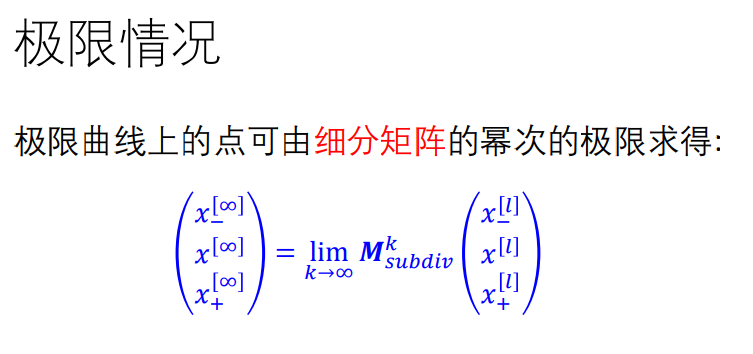 极限情况
极限曲线上的点可由细分矩阵的幂次的极限求得:
$\begin{pmatrix} x_-^{[\infty]} \\ x^{[\infty]} \\ x_+^{[\infty]} \end{pmatrix} = \lim_{k \to \infty} \boldsymbol{M}_{subdiv}^{k} \begin{pmatrix} x_-^{[l]} \\ x^{[l]} \\ x_+^{[l]} \end{pmatrix}$